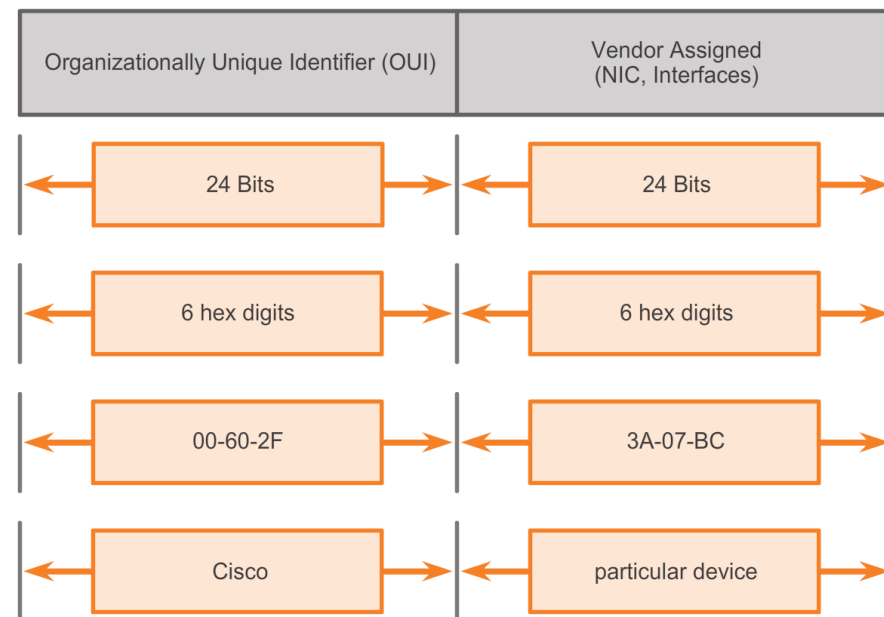 Organizationally Unique Identifier (OUI)
Vendor Assigned
(NIC, Interfaces)
24 Bits
24 Bits
6 hex digits
6 hex digits
00-60-2F
3A-07-BC
Cisco
particular device